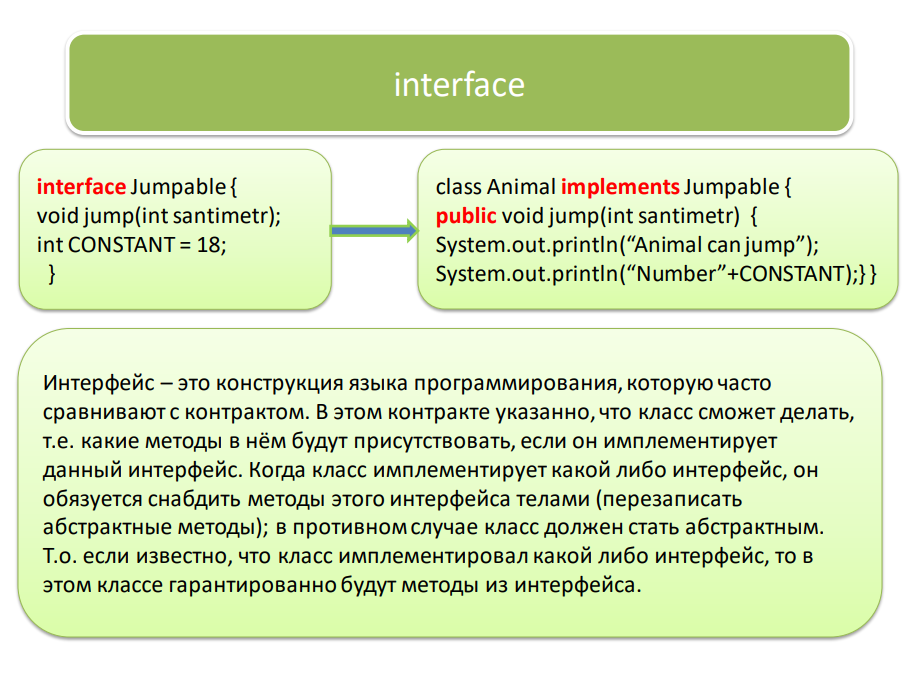 interface
interface Jumpable {
void jump(int santimetr);
int CONSTANT = 18;
}
class Animal implements Jumpable {
public void jump(int santimetr) {
System.out.println(“Animal can jump”);
System.out.println(“Number”+CONSTANT);} }
Интерфейс – это конструкция языка программирования, которую часто
сравнивают с контрактом. В этом контракте указанно, что класс сможет делать,
т.е. какие методы в нём будут присутствовать, если он имплементирует
данный интерфейс. Когда класс имплементирует какой либо интерфейс, он
обязуется снабдить методы этого интерфейса телами (перезаписать
абстрактные методы); в противном случае класс должен стать абстрактным.
Т.о. если известно, что класс имплементировал какой либо интерфейс, то в
этом классе гарантированно будут методы из интерфейса.